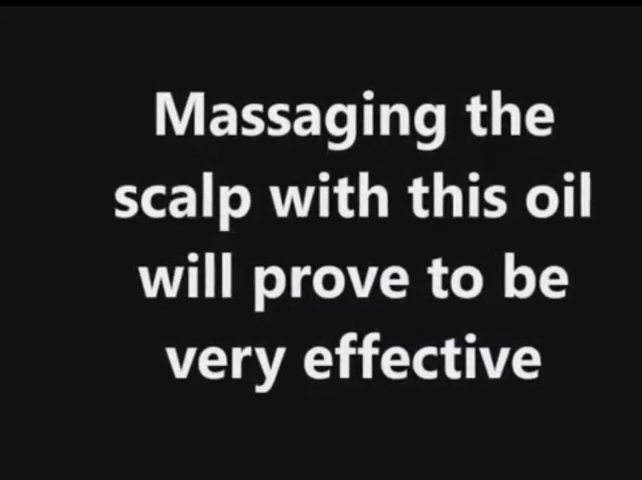 Massaging the
scalp with this oil
will prove to be
very effective